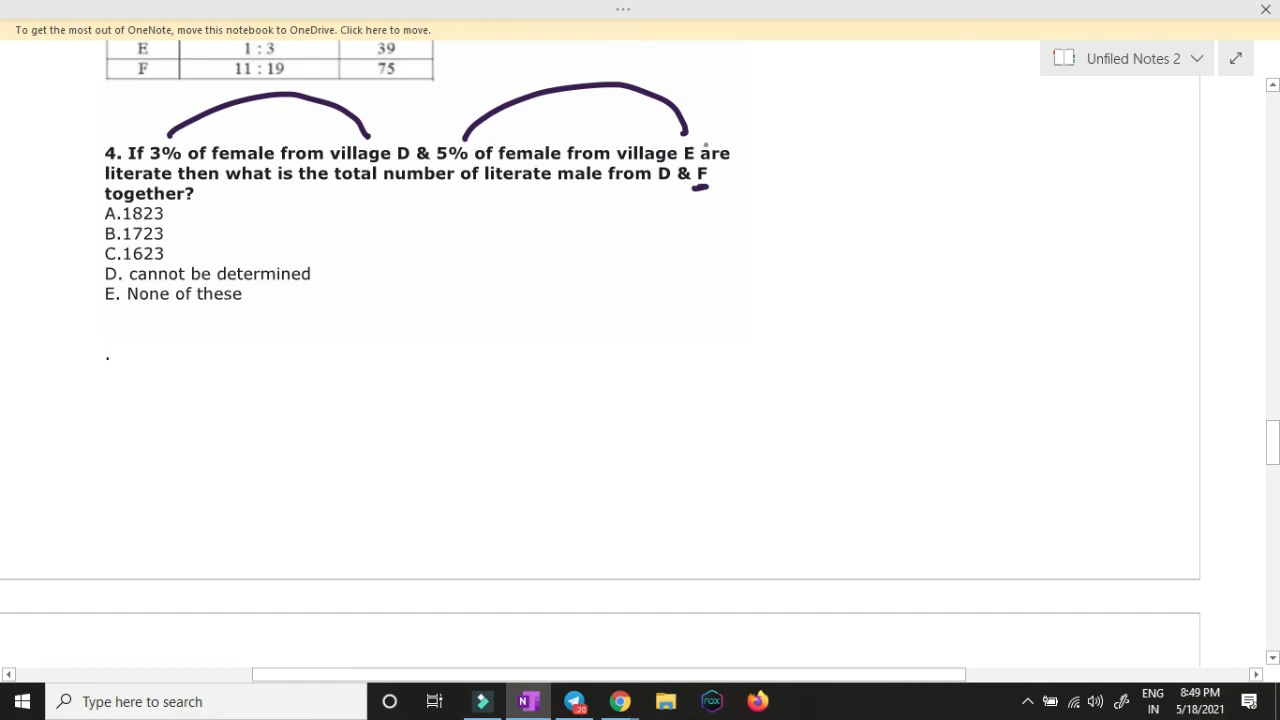 To get the most out of OneNote, move this notebook to OneDrive. Click here to move.
Unfiled Notes 2
E 1 : 3 39
F 11 : 19 75
4. If 3% of female from village D & 5% of female from village E are
literate then what is the total number of literate male from D & F
together?
A.1823
B.1723
C.1623
D. cannot be determined
E. None of these
.
Type here to search
N
20
nox
ENG
IN
8:49 PM
5/18/2021